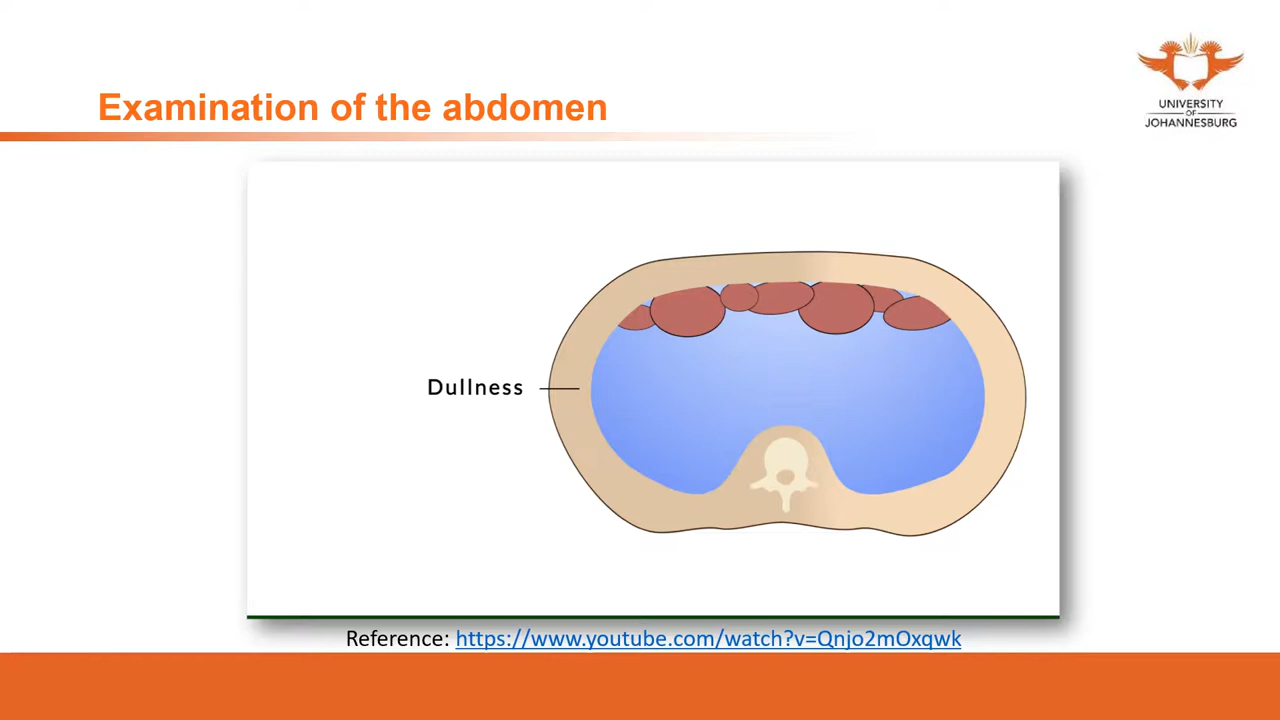 Examination of the abdomen
UNIVERSITY
OF
JOHANNESBURG
Dullness
Reference: https://www.youtube.com/watch?v=Qnjo2mOxqwk